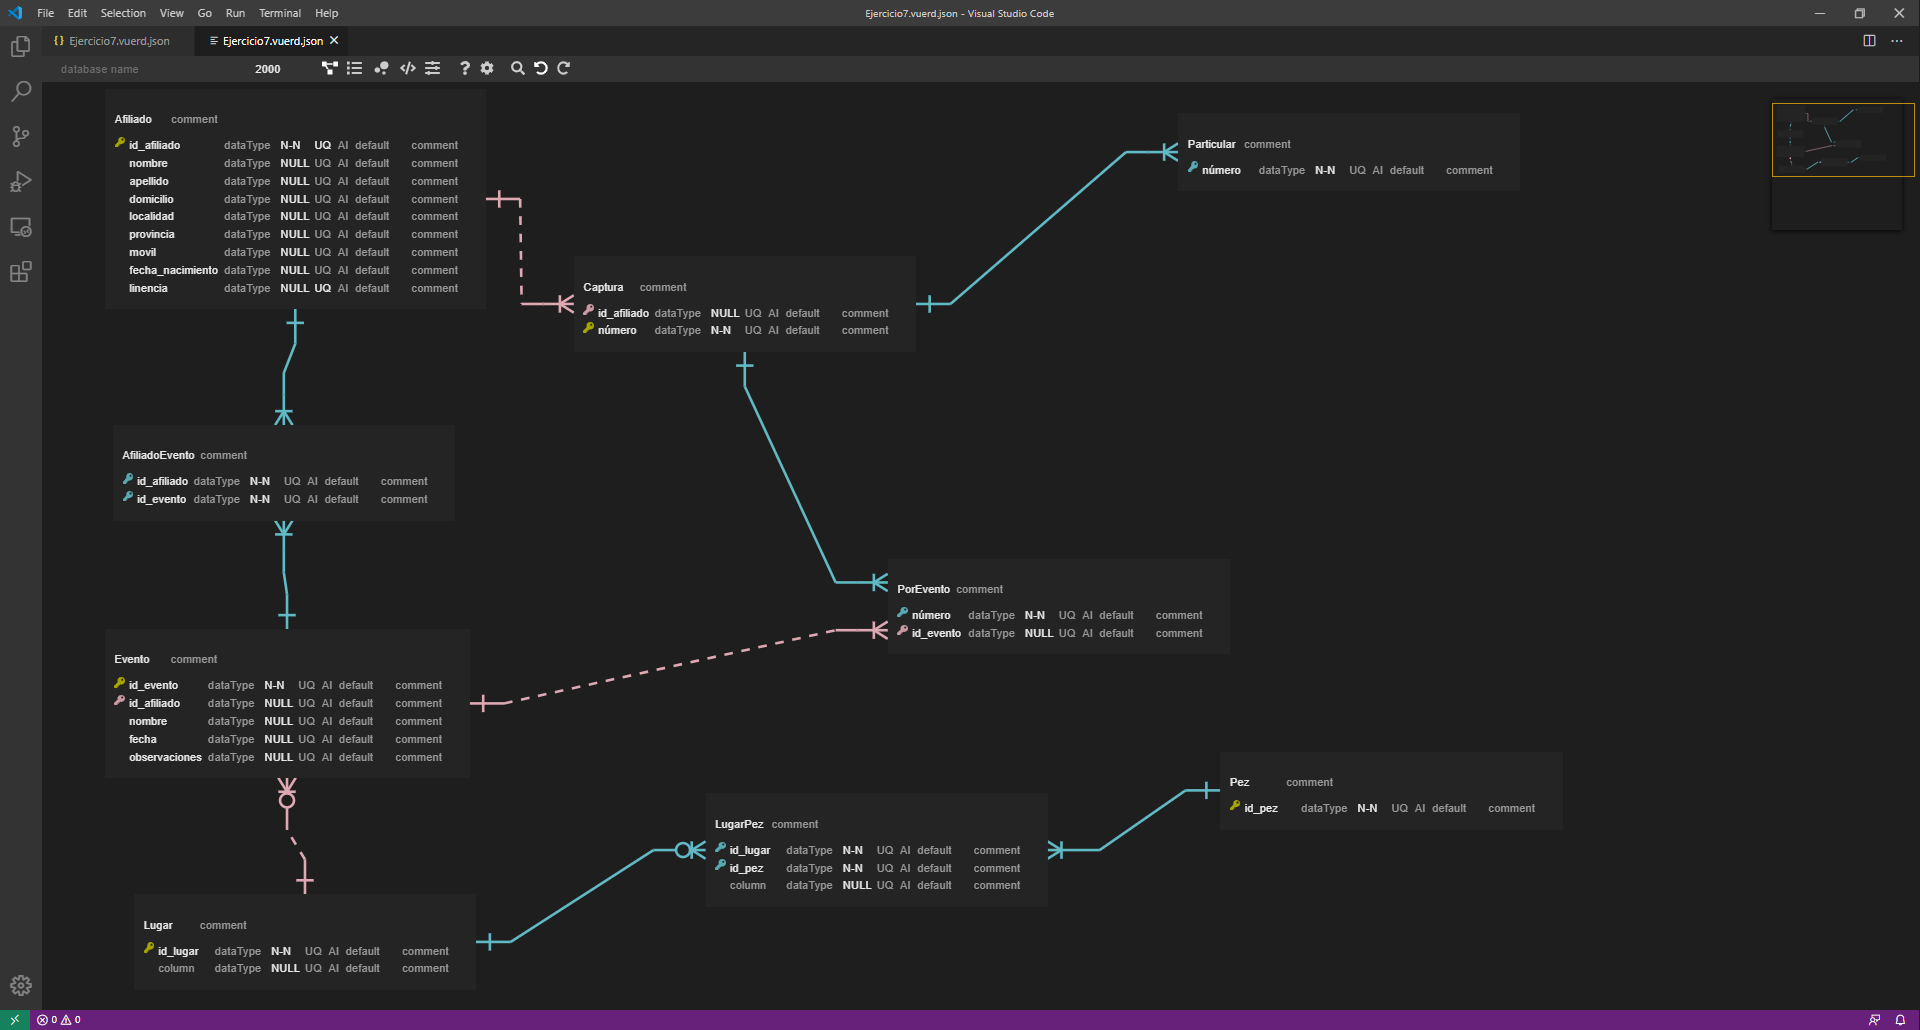 File Edit Selection View Go Run Terminal Help
Ejercicio7.vuerd.json - Visual Studio Code
{} Ejercicio7.vuerd.json
Ejercicio7.vuerd.json
database name 2000
Afiliado comment
id_afiliado dataType N-N UQ AI default comment
nombre dataType NULL UQ AI default comment
apellido dataType NULL UQ AI default comment
domicilio dataType NULL UQ AI default comment
localidad dataType NULL UQ AI default comment
provincia dataType NULL UQ AI default comment
movil dataType NULL UQ AI default comment
fecha_nacimiento dataType NULL UQ AI default comment
linencia dataType NULL UQ AI default comment
Particular comment
número dataType N-N UQ AI default comment
Captura comment
id_afiliado dataType NULL UQ AI default comment
número dataType N-N UQ AI default comment
AfiliadoEvento comment
id_afiliado dataType N-N UQ AI default comment
id_evento dataType N-N UQ AI default comment
PorEvento comment
número dataType N-N UQ AI default comment
id_evento dataType NULL UQ AI default comment
Evento comment
id_evento dataType N-N UQ AI default comment
id_afiliado dataType NULL UQ AI default comment
nombre dataType NULL UQ AI default comment
fecha dataType NULL UQ AI default comment
observaciones dataType NULL UQ AI default comment
Pez comment
id_pez dataType N-N UQ AI default comment
LugarPez comment
id_lugar dataType N-N UQ AI default comment
id_pez dataType N-N UQ AI default comment
column dataType NULL UQ AI default comment
Lugar comment
id_lugar dataType N-N UQ AI default comment
column dataType NULL UQ AI default comment
0 0